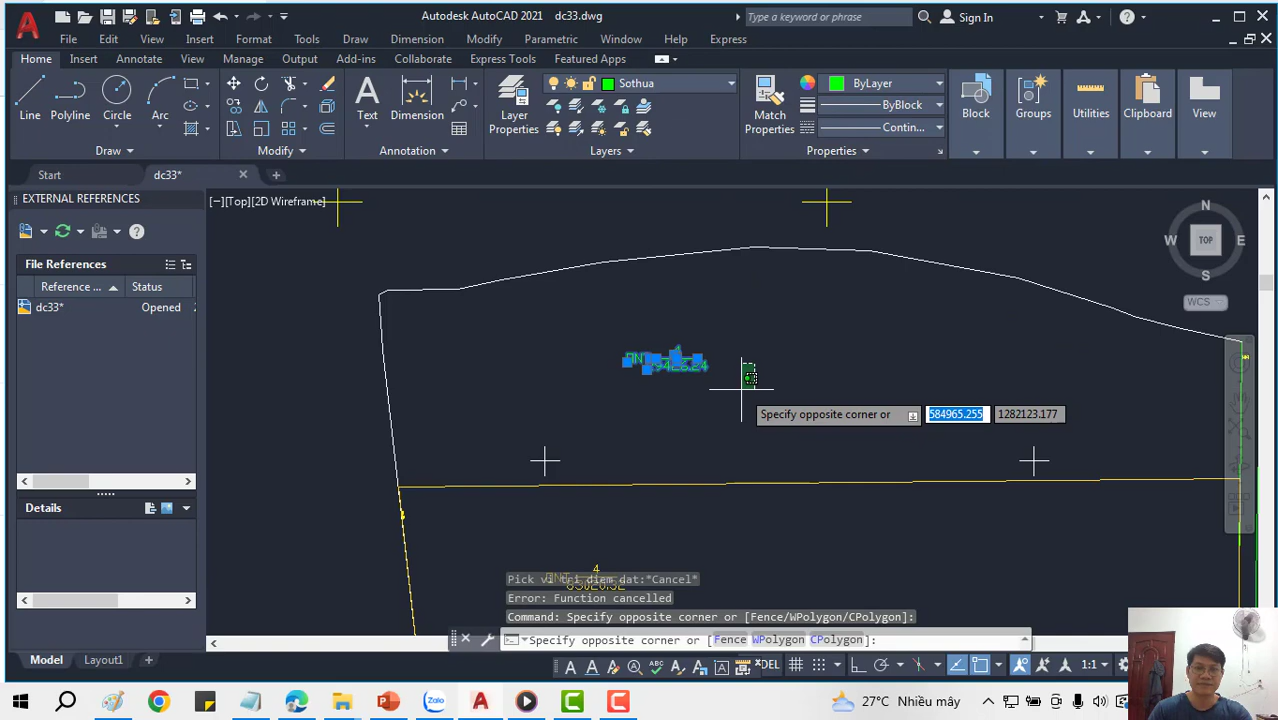 Autodesk AutoCAD 2021 dc33.dwg
Type a keyword or phrase
Sign In
File Edit View Insert Format Tools Draw Dimension Modify Parametric Window Help Express
Home Insert Annotate View Manage Output Add-ins Collaborate Express Tools Featured Apps
Line Polyline Circle Arc
Text Dimension
Layer Properties
Sothua
Match Properties
ByLayer
ByBlock
Contin...
Block Groups Utilities Clipboard View
Draw Modify Annotation Layers Properties
Start dc33*
EXTERNAL REFERENCES
[−][Top][2D Wireframe]
N
W TOP E
S
WCS
File References
Reference ... Status
dc33* Opened
4
Specify opposite corner or 584965.255 1282123.177
Details
4
Pick vi tri diem dat:*Cancel*
Error: Function cancelled
Command: Specify opposite corner or [Fence/WPolygon/CPolygon]:
Specify opposite corner or [Fence WPolygon CPolygon]:
Model Layout1
1:1
Zalo
27°C Nhiều mây